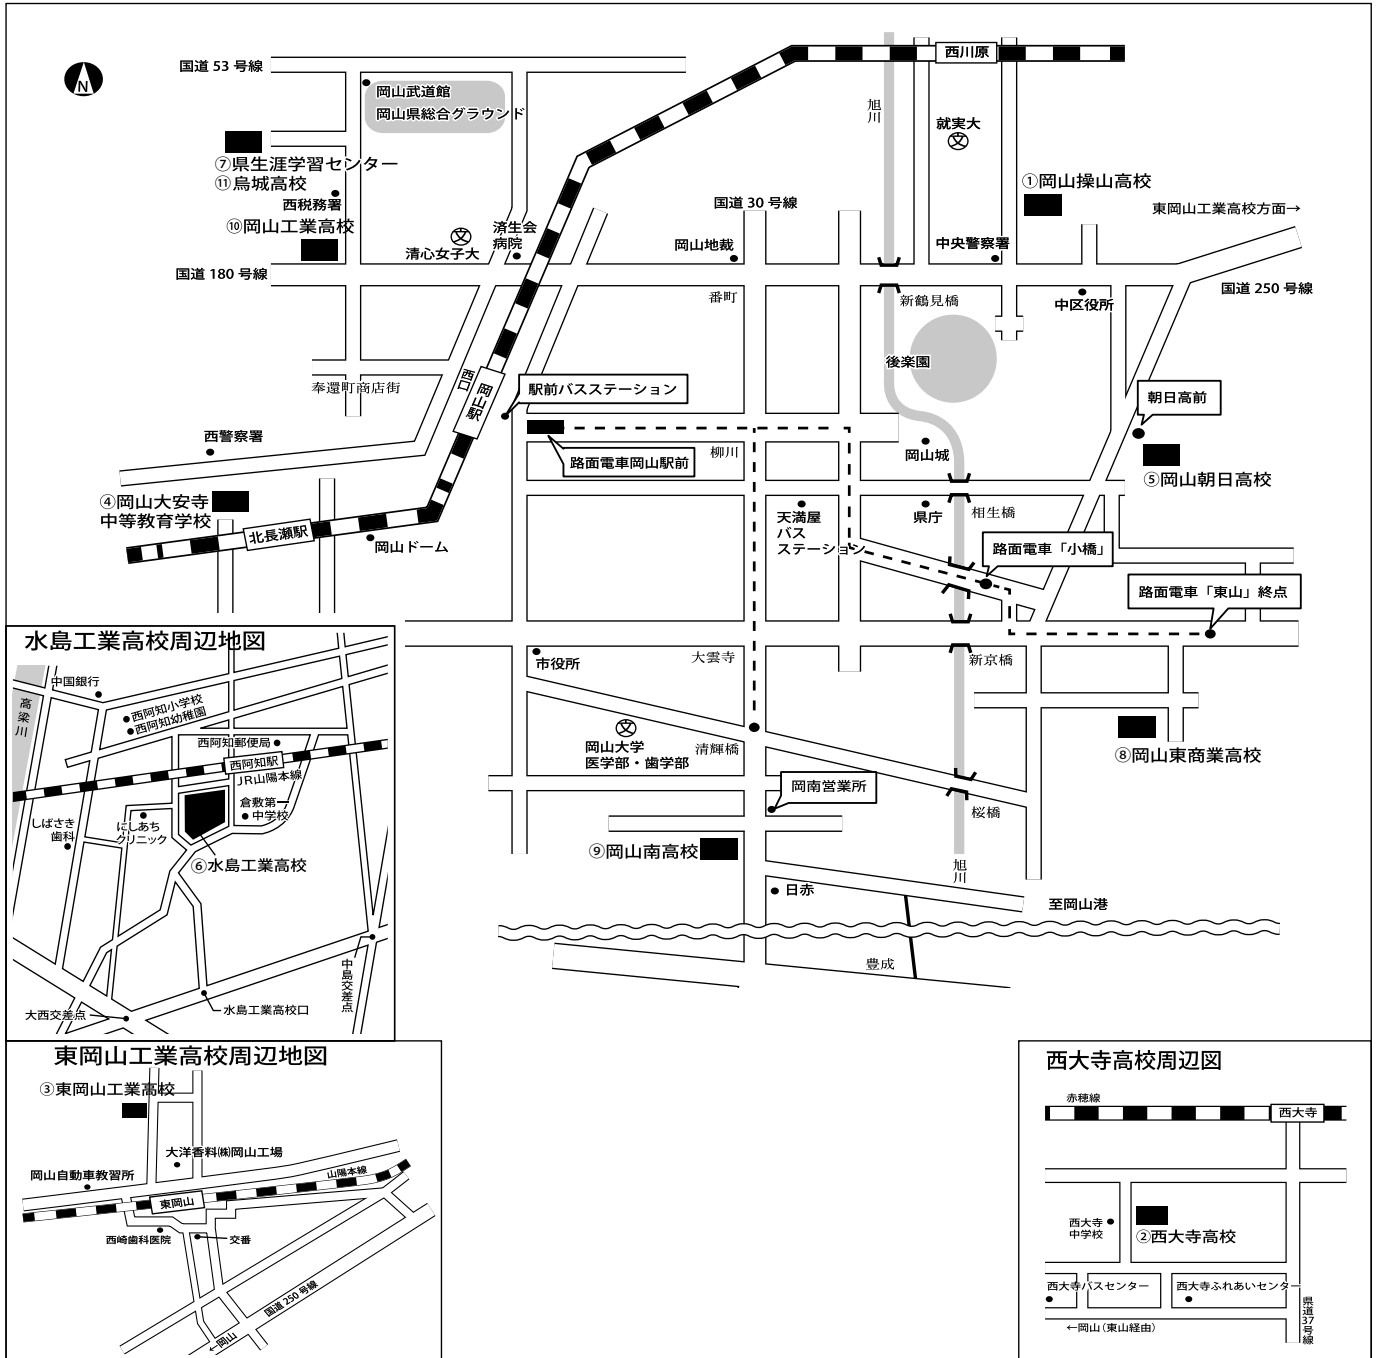 国道 53 号線
N
岡山武道館
岡山県総合グラウンド
西川原
旭川
就実大
文
⑦県生涯学習センター
⑪烏城高校
西税務署
⑩岡山工業高校
国道 180 号線
文
清心女子大
済生会
病院
岡山地裁
国道 30 号線
①岡山操山高校
東岡山工業高校方面→
中央警察署
国道 250 号線
中区役所
番町
新鶴見橋
後楽園
奉還町商店街
西口
岡山駅
駅前バスステーション
朝日高前
西警察署
路面電車岡山駅前
柳川
岡山城
⑤岡山朝日高校
④岡山大安寺
中等教育学校
北長瀬駅
岡山ドーム
天満屋
バス
ステーション
県庁
相生橋
路面電車「小橋」
路面電車「東山」終点
市役所
大雲寺
新京橋
文
岡山大学
医学部・歯学部
清輝橋
岡南営業所
⑧岡山東商業高校
桜橋
⑨岡山南高校
旭川
日赤
至岡山港
豊成
水島工業高校周辺地図
中国銀行
高梁川
西阿知小学校
西阿知幼稚園
西阿知郵便局
西阿知駅
JR山陽本線
倉敷第一
中学校
しばさき
歯科
にしあち
クリニック
⑥水島工業高校
中島交差点
大西交差点
水島工業高校口
東岡山工業高校周辺地図
③東岡山工業高校
大洋香料㈱岡山工場
岡山自動車教習所
山陽本線
東岡山
西崎歯科医院
交番
国道 250 号線
←岡山
西大寺高校周辺図
赤穂線
西大寺
西大寺
中学校
②西大寺高校
西大寺バスセンター
西大寺ふれあいセンター
県道37号線
←岡山（東山経由）